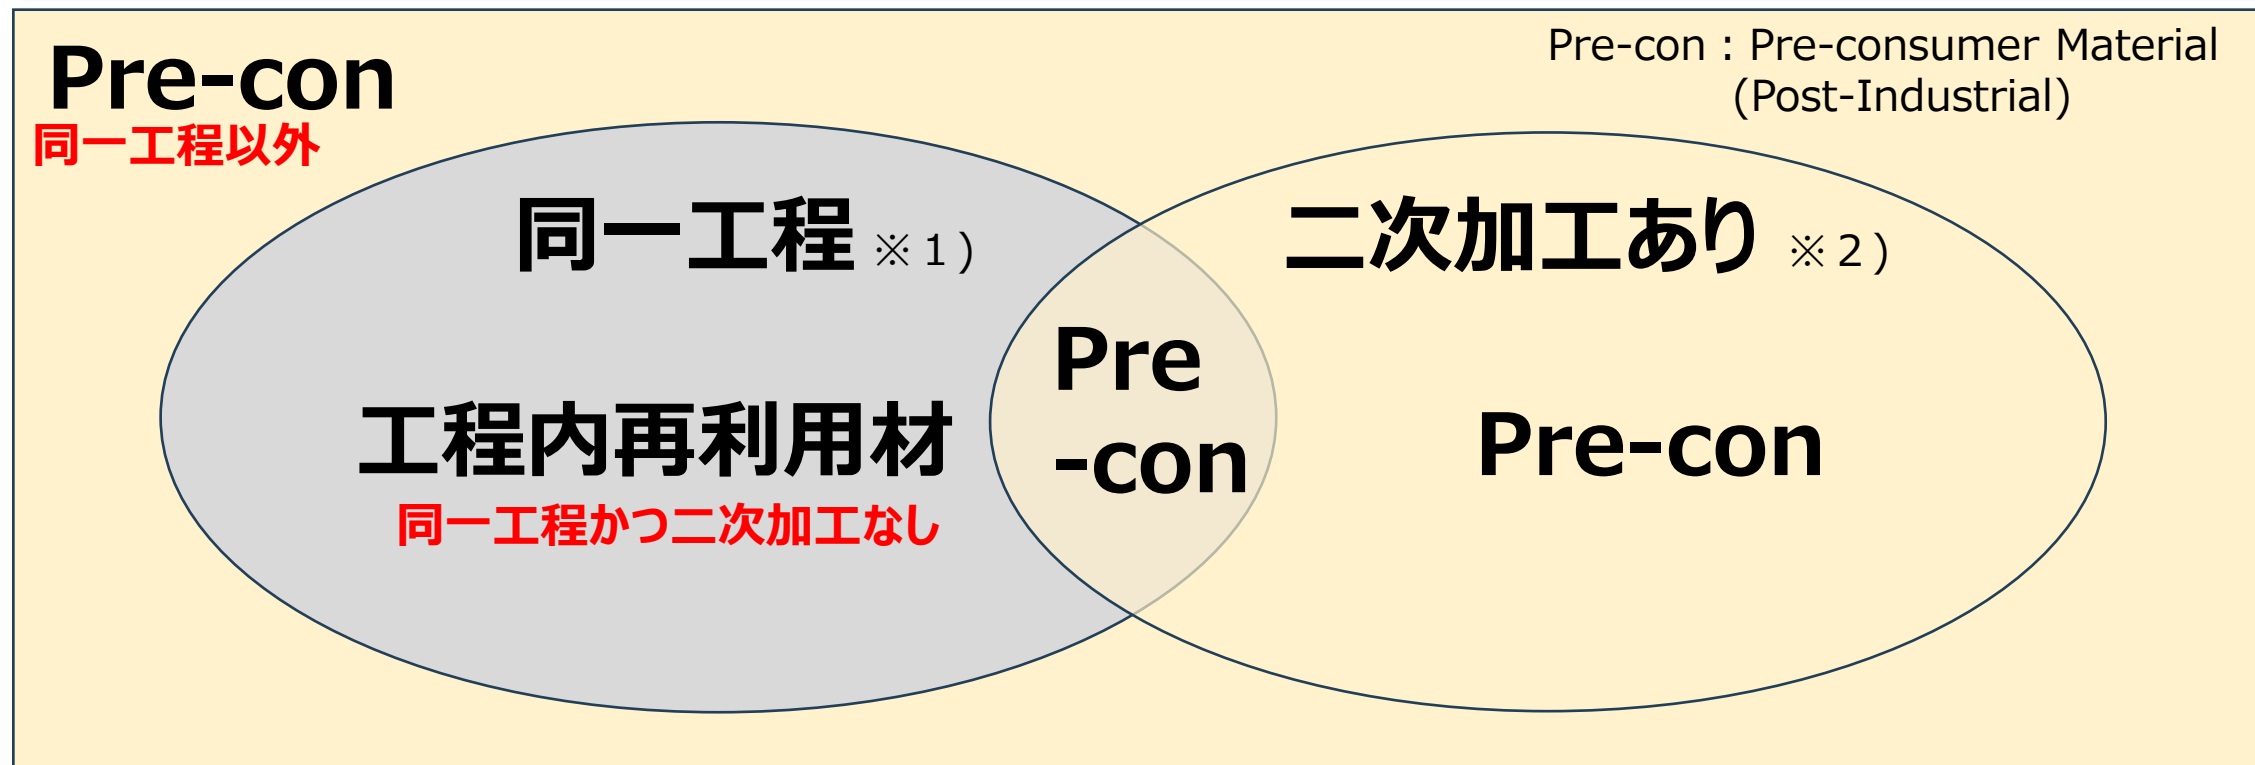 Pre-con
同一工程以外
Pre-con：Pre-consumer Material
(Post-Industrial)
同一工程 ※１)
二次加工あり ※２)
工程内再利用材
同一工程かつ二次加工なし
Pre
-con
Pre-con